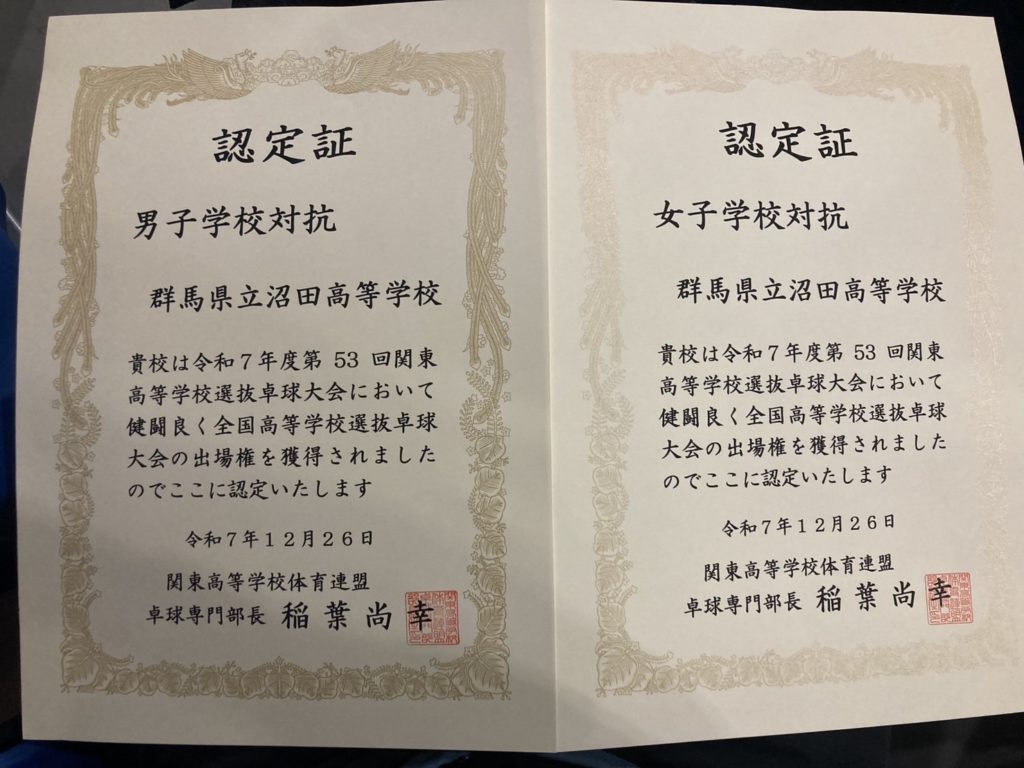 認定証
男子学校対抗
群馬県立沼田高等学校
貴校は令和７年度第 53 回関東
高等学校選抜卓球大会において
健闘良く全国高等学校選抜卓球
大会の出場権を獲得されました
のでここに認定いたします
令和７年１２月２６日
関東高等学校体育連盟
卓球専門部長 稲葉尚幸
認定証
女子学校対抗
群馬県立沼田高等学校
貴校は令和７年度第 53 回関東
高等学校選抜卓球大会において
健闘良く全国高等学校選抜卓球
大会の出場権を獲得されました
のでここに認定いたします
令和７年１２月２６日
関東高等学校体育連盟
卓球専門部長 稲葉尚幸